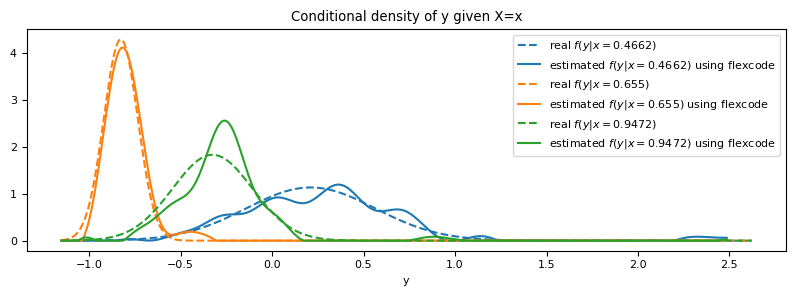 Conditional density of y given X=x
real f(y|x = 0.4662)
estimated f(y|x = 0.4662) using flexcode
real f(y|x = 0.655)
estimated f(y|x = 0.655) using flexcode
real f(y|x = 0.9472)
estimated f(y|x = 0.9472) using flexcode
4
3
2
1
0
−1.0 −0.5 0.0 0.5 1.0 1.5 2.0 2.5
y